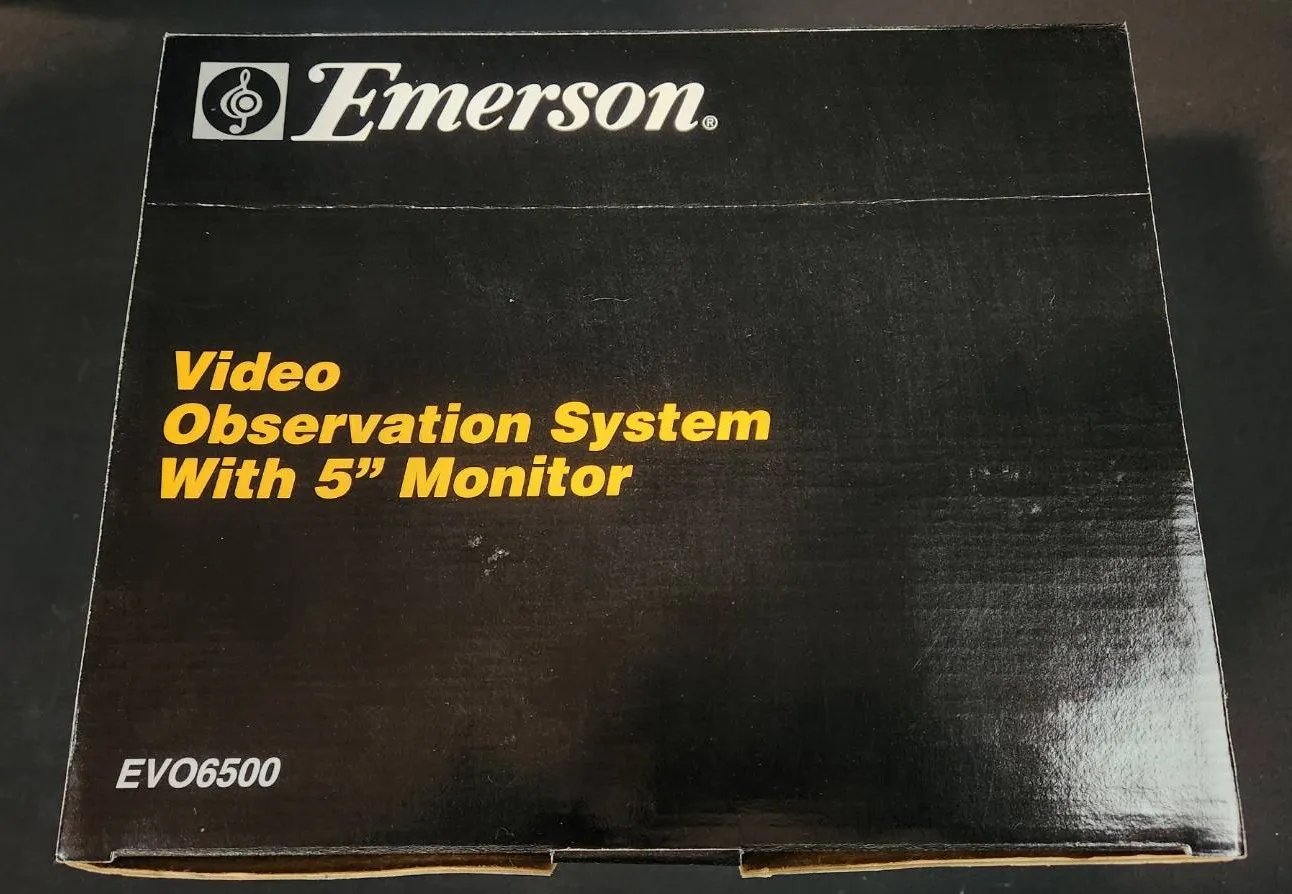 Emerson®
Video
Observation System
With 5” Monitor
EVO6500